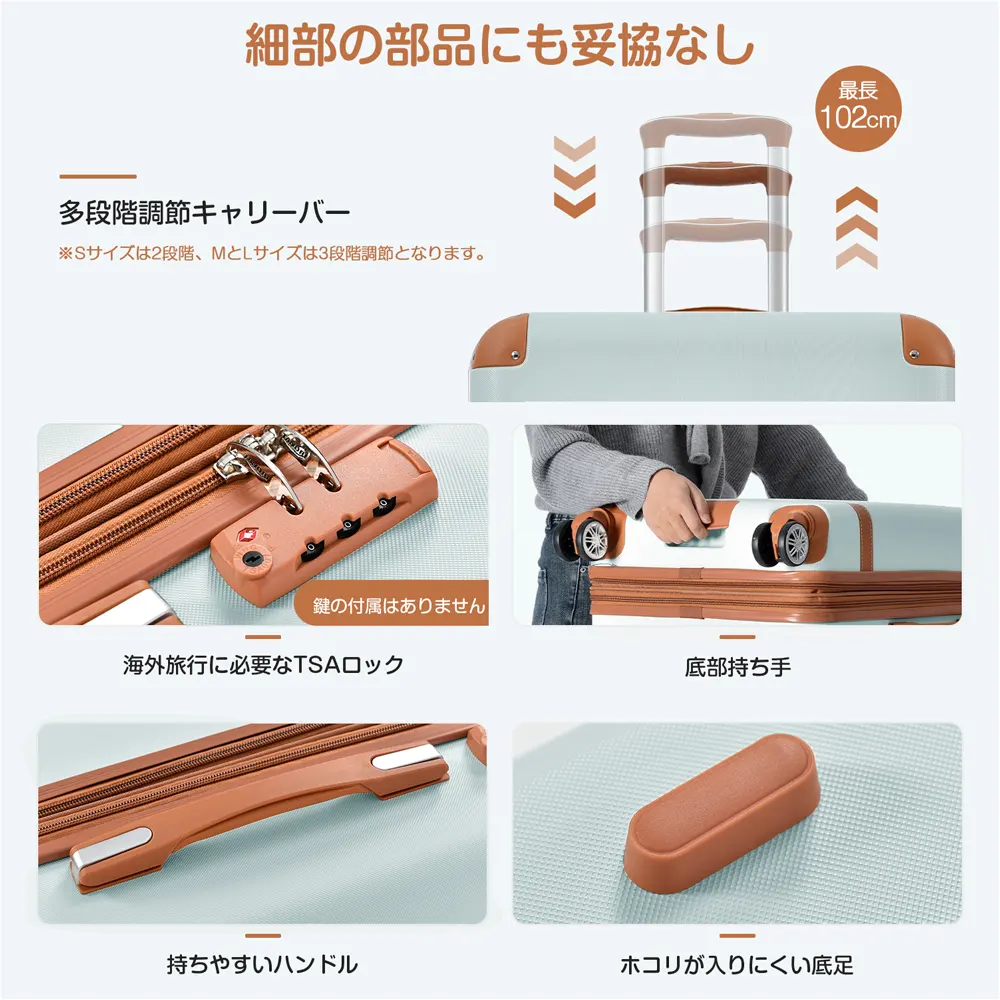 細部の部品にも妥協なし
最長
102cm
多段階調節キャリーバー
※Sサイズは2段階、MとLサイズは3段階調節となります。
鍵の付属はありません
海外旅行に必要なTSAロック
底部持ち手
持ちやすいハンドル
ホコリが入りにくい底足